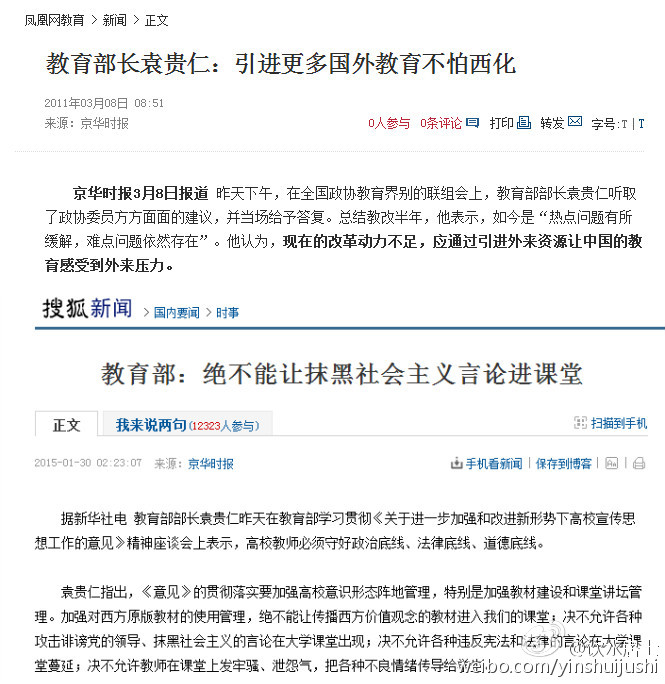 凤凰网教育 > 新闻 > 正文
教育部长袁贵仁：引进更多国外教育不怕西化
2011年03月08日 08:51
来源：京华时报
0人参与 0条评论 打印 转发 字号:T|T
京华时报3月8日报道 昨天下午，在全国政协教育界别的联组会上，教育部部长袁贵仁听取
了政协委员方方面面的建议，并当场给予答复。总结教改半年，他表示，如今是“热点问题有所
缓解，难点问题依然存在”。他认为，现在的改革动力不足，应通过引进外来资源让中国的教
育感受到外来压力。
搜狐新闻 > 国内要闻 > 时事
教育部：绝不能让抹黑社会主义言论进课堂
正文 我来说两句(12323人参与) 扫描到手机
2015-01-30 02:23:07 来源：京华时报 手机看新闻 保存到博客
据新华社电 教育部部长袁贵仁昨天在教育部学习贯彻《关于进一步加强和改进新形势下高校宣传思
想工作的意见》精神座谈会上表示，高校教师必须守好政治底线、法律底线、道德底线。
袁贵仁指出，《意见》的贯彻落实要加强高校意识形态阵地管理，特别是加强教材建设和课堂讲坛管
理。加强对西方原版教材的使用管理，绝不能让传播西方价值观念的教材进入我们的课堂；决不允许各种
攻击诽谤党的领导、抹黑社会主义的言论在大学课堂出现；决不允许各种违反宪法和法律的言论在大学课
堂蔓延；决不允许教师在课堂上发牢骚、泄怨气，把各种不良情绪传导给学生
weibo.com/yinshuijushi